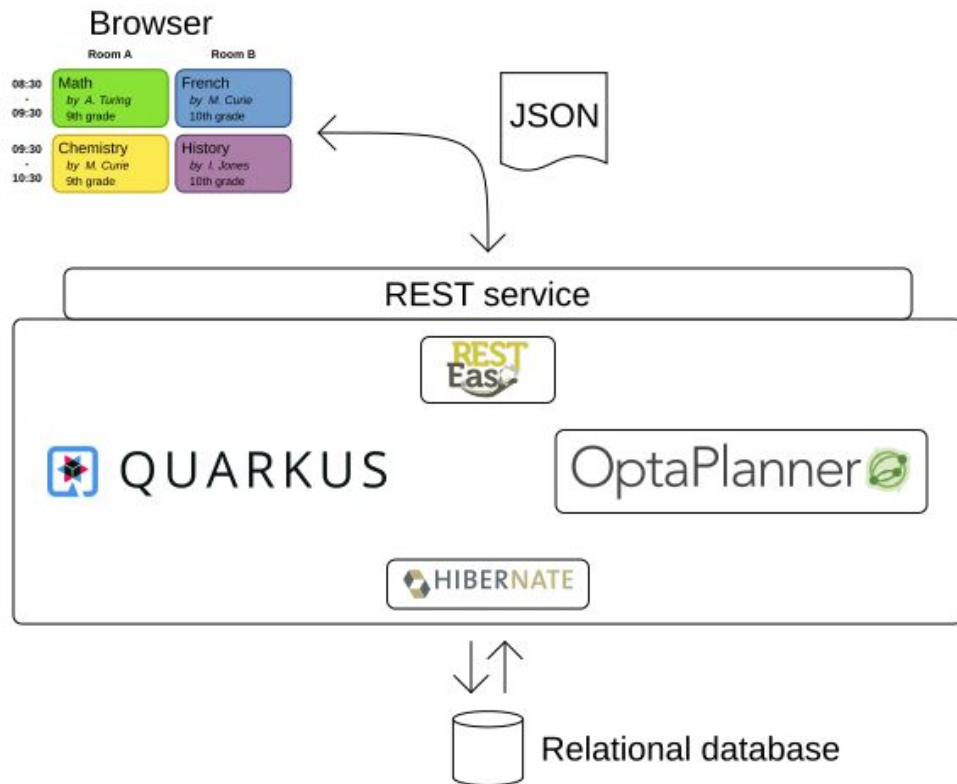 Browser
Room A Room B
08:30
-
09:30
Math
by A. Turing
9th grade
French
by M. Curie
10th grade
09:30
-
10:30
Chemistry
by M. Curie
9th grade
History
by I. Jones
10th grade
JSON
REST service
REST
Easy
QUARKUS
OptaPlanner
HIBERNATE
Relational database